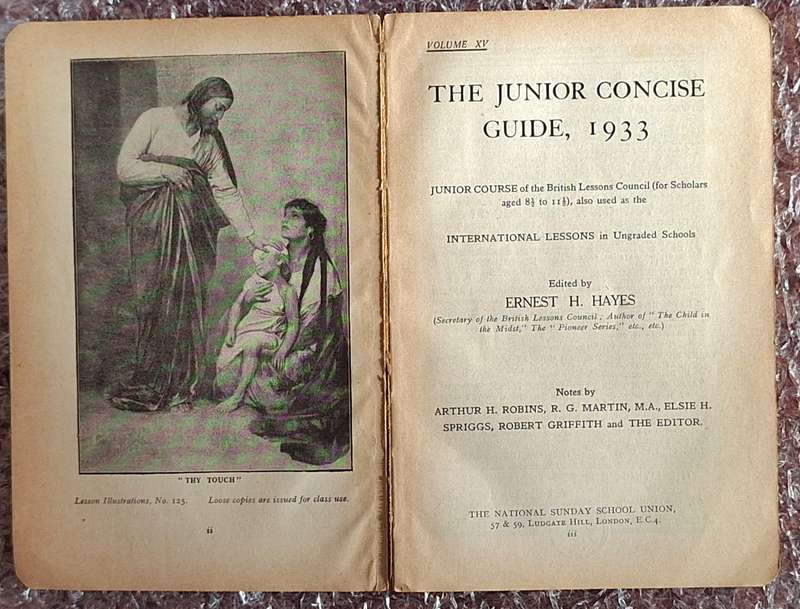 "THY TOUCH"
Lesson Illustrations, No. 125. Loose copies are issued for class use.
ii
VOLUME XV
THE JUNIOR CONCISE
GUIDE, 1933
JUNIOR COURSE of the British Lessons Council (for Scholars
aged 8½ to 11½), also used as the
INTERNATIONAL LESSONS in Ungraded Schools
Edited by
ERNEST H. HAYES
(Secretary of the British Lessons Council; Author of "The Child in
the Midst," The "Pioneer Series," etc., etc.)
Notes by
ARTHUR H. ROBINS, R. G. MARTIN, M.A., ELSIE H.
SPRIGGS, ROBERT GRIFFITH and THE EDITOR.
THE NATIONAL SUNDAY SCHOOL UNION,
57 & 59, LUDGATE HILL, LONDON, E.C.4.
iii